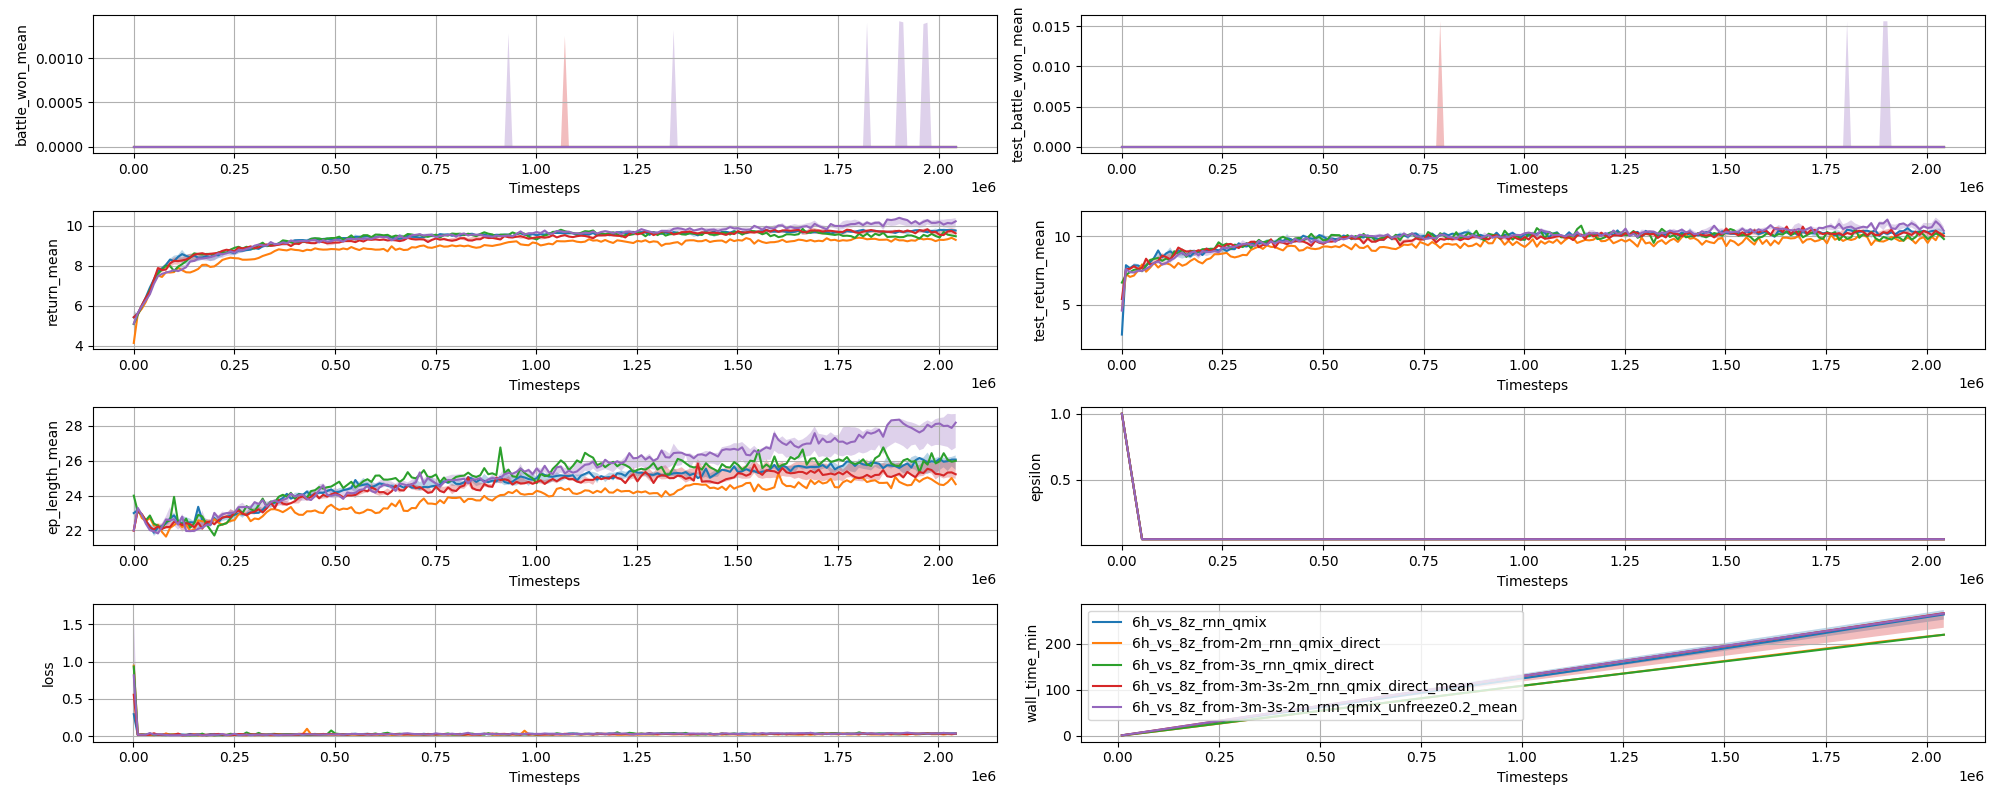 battle_won_mean
0.0010
0.0005
0.0000
0.00 0.25 0.50 0.75 1.00 1.25 1.50 1.75 2.00
Timesteps
1e6
test_battle_won_mean
0.015
0.010
0.005
0.000
0.00 0.25 0.50 0.75 1.00 1.25 1.50 1.75 2.00
Timesteps
1e6
return_mean
10
8
6
4
0.00 0.25 0.50 0.75 1.00 1.25 1.50 1.75 2.00
Timesteps
1e6
test_return_mean
10
5
0.00 0.25 0.50 0.75 1.00 1.25 1.50 1.75 2.00
Timesteps
1e6
ep_length_mean
28
26
24
22
0.00 0.25 0.50 0.75 1.00 1.25 1.50 1.75 2.00
Timesteps
1e6
epsilon
1.0
0.5
0.00 0.25 0.50 0.75 1.00 1.25 1.50 1.75 2.00
Timesteps
1e6
loss
1.5
1.0
0.5
0.0
0.00 0.25 0.50 0.75 1.00 1.25 1.50 1.75 2.00
Timesteps
1e6
wall_time_min
200
100
0
6h_vs_8z_rnn_qmix
6h_vs_8z_from-2m_rnn_qmix_direct
6h_vs_8z_from-3s_rnn_qmix_direct
6h_vs_8z_from-3m-3s-2m_rnn_qmix_direct_mean
6h_vs_8z_from-3m-3s-2m_rnn_qmix_unfreeze0.2_mean
0.00 0.25 0.50 0.75 1.00 1.25 1.50 1.75 2.00
Timesteps
1e6